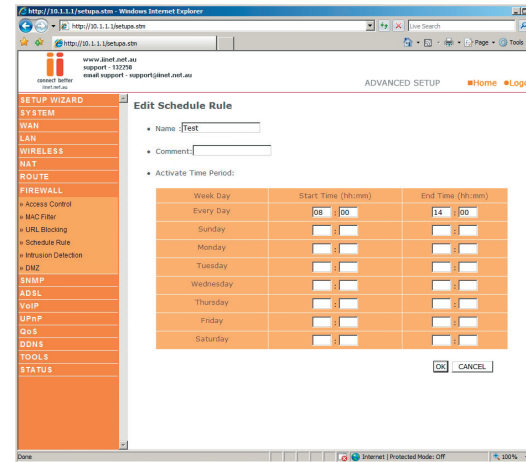 http://10.1.1.1/setupa.stm - Windows Internet Explorer
http://10.1.1.1/setupa.stm
Live Search
http://10.1.1.1/setupa.stm
Page
Tools
www.iinet.net.au
support - 132258
email support - support@iinet.net.au
connect better
iinet.net.au
ADVANCED SETUP
Home
SETUP WIZARD
SYSTEM
WAN
LAN
WIRELESS
NAT
ROUTE
FIREWALL
» Access Control
» MAC Filter
» URL Blocking
» Schedule Rule
» Intrusion Detection
» DMZ
SNMP
ADSL
VoIP
UPnP
QoS
DDNS
TOOLS
STATUS
Edit Schedule Rule
• Name : Test
• Comment:
• Activate Time Period:
Week Day Start Time (hh:mm) End Time (hh:mm)
Every Day 08 : 00 14 : 00
Sunday : :
Monday : :
Tuesday : :
Wednesday : :
Thursday : :
Friday : :
Saturday : :
OK CANCEL
Done
Internet | Protected Mode: Off
100%